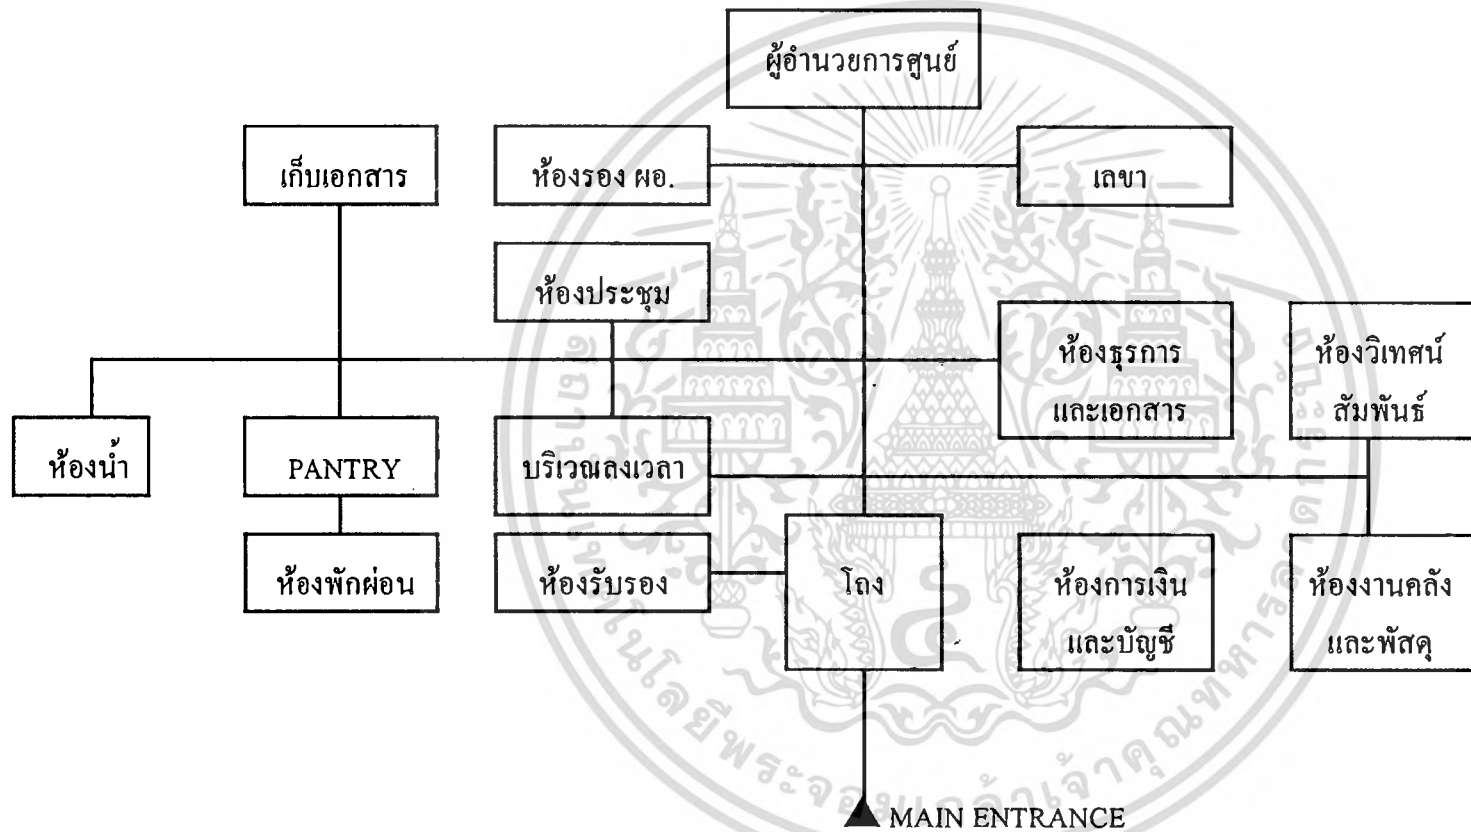 ผู้อำนวยการศูนย์
เก็บเอกสาร
ห้องรอง ผอ.
เลขา
ห้องประชุม
ห้องธุรการ
และเอกสาร
ห้องวิเทศน์
สัมพันธ์
ห้องน้ำ
PANTRY
บริเวณลงเวลา
ห้องพักผ่อน
ห้องรับรอง
โถง
ห้องการเงิน
และบัญชี
ห้องงานคลัง
และพัสดุ
MAIN ENTRANCE